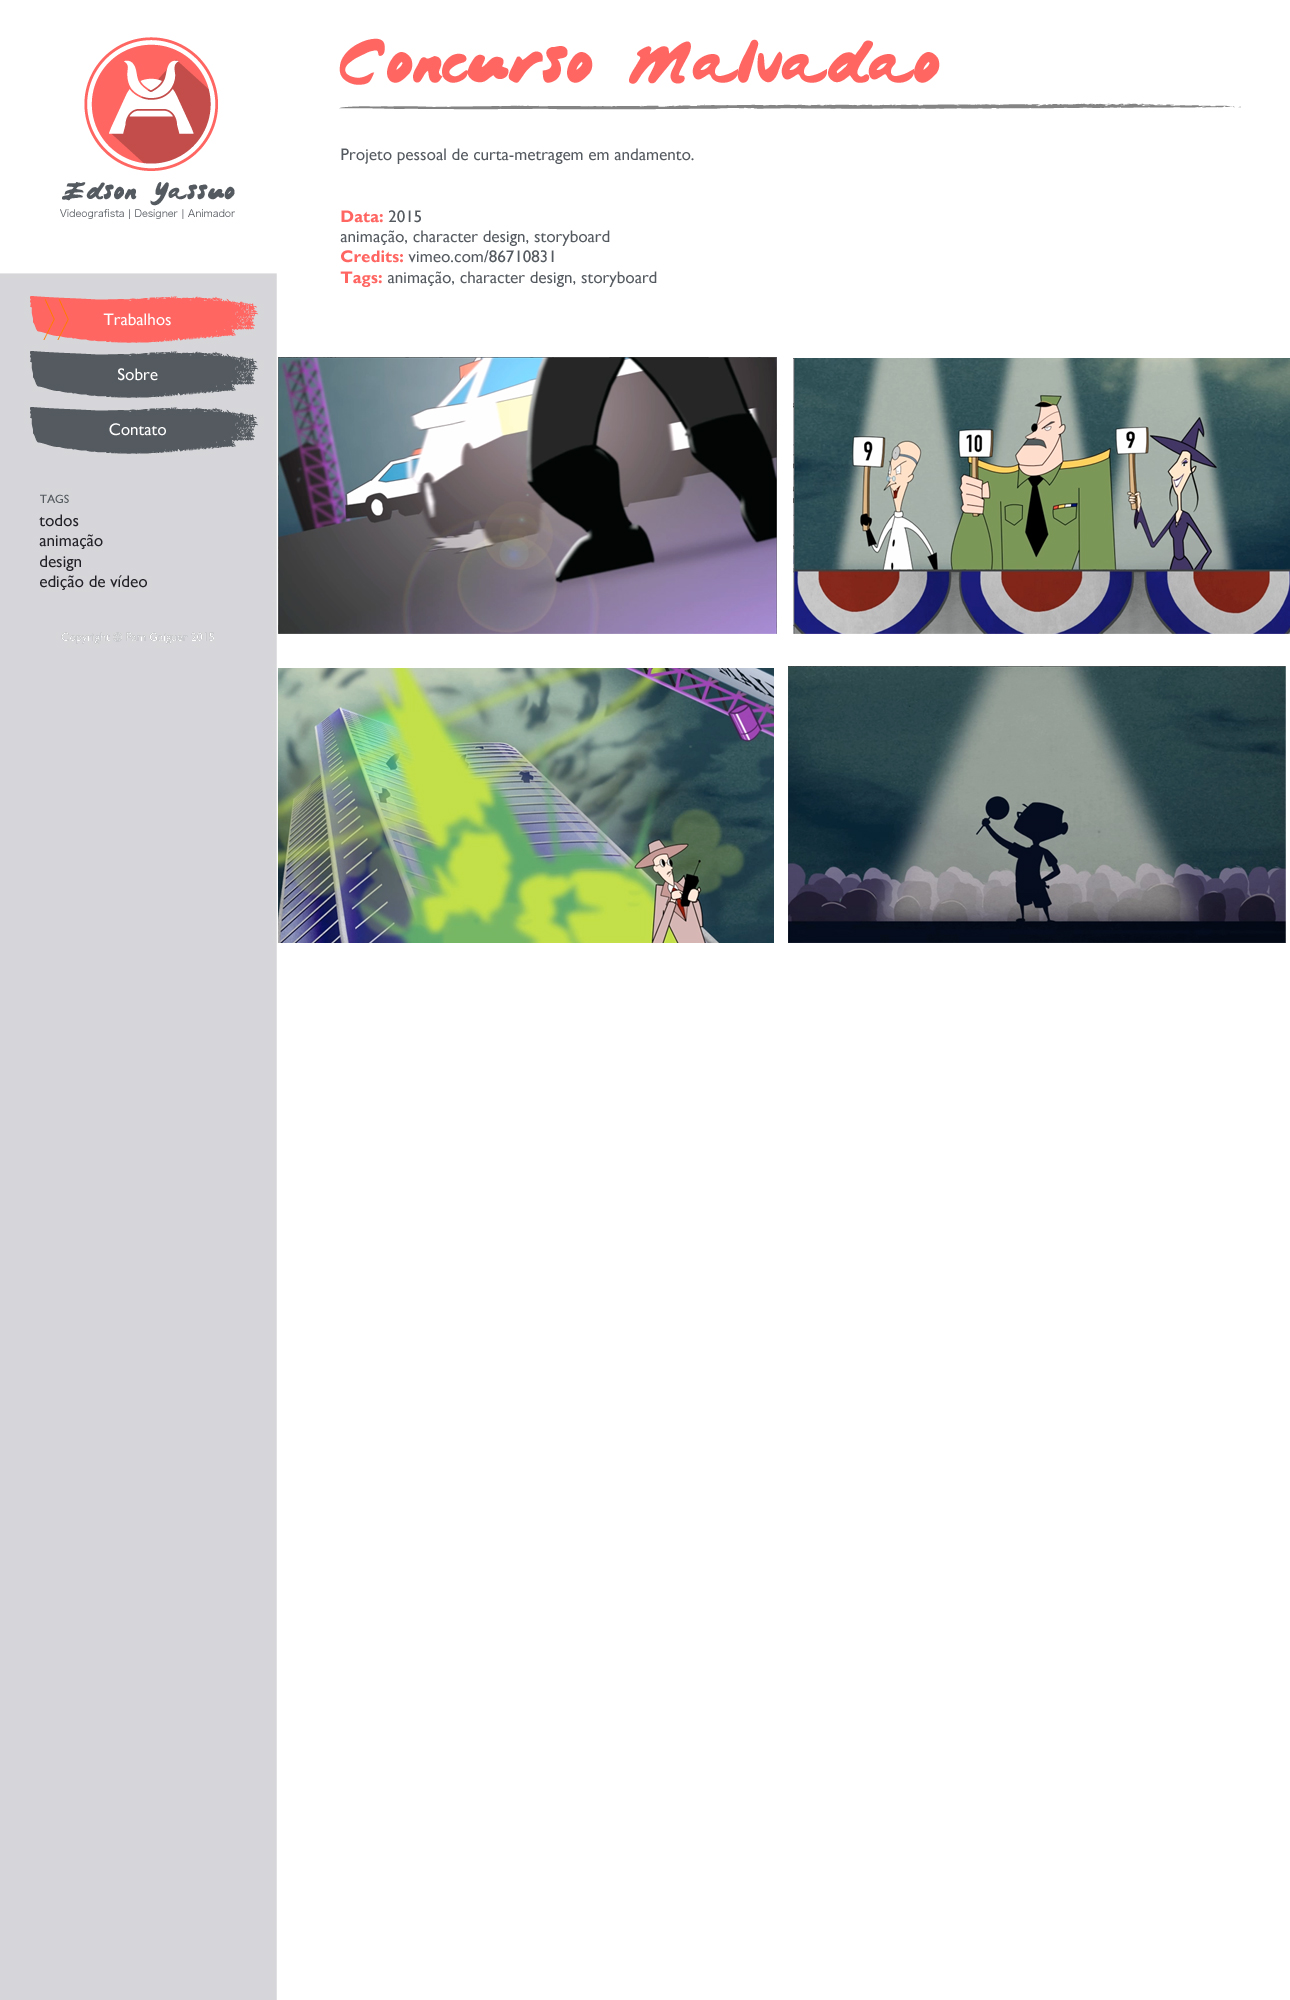 Edson Yassuo
Videografista | Designer | Animador
Trabalhos
Sobre
Contato
TAGS
todos
animação
design
edição de vídeo
2015
Concurso Malvadao
Projeto pessoal de curta-metragem em andamento.
Data: 2015
animação, character design, storyboard
Credits: vimeo.com/86710831
Tags: animação, character design, storyboard
9
10
9